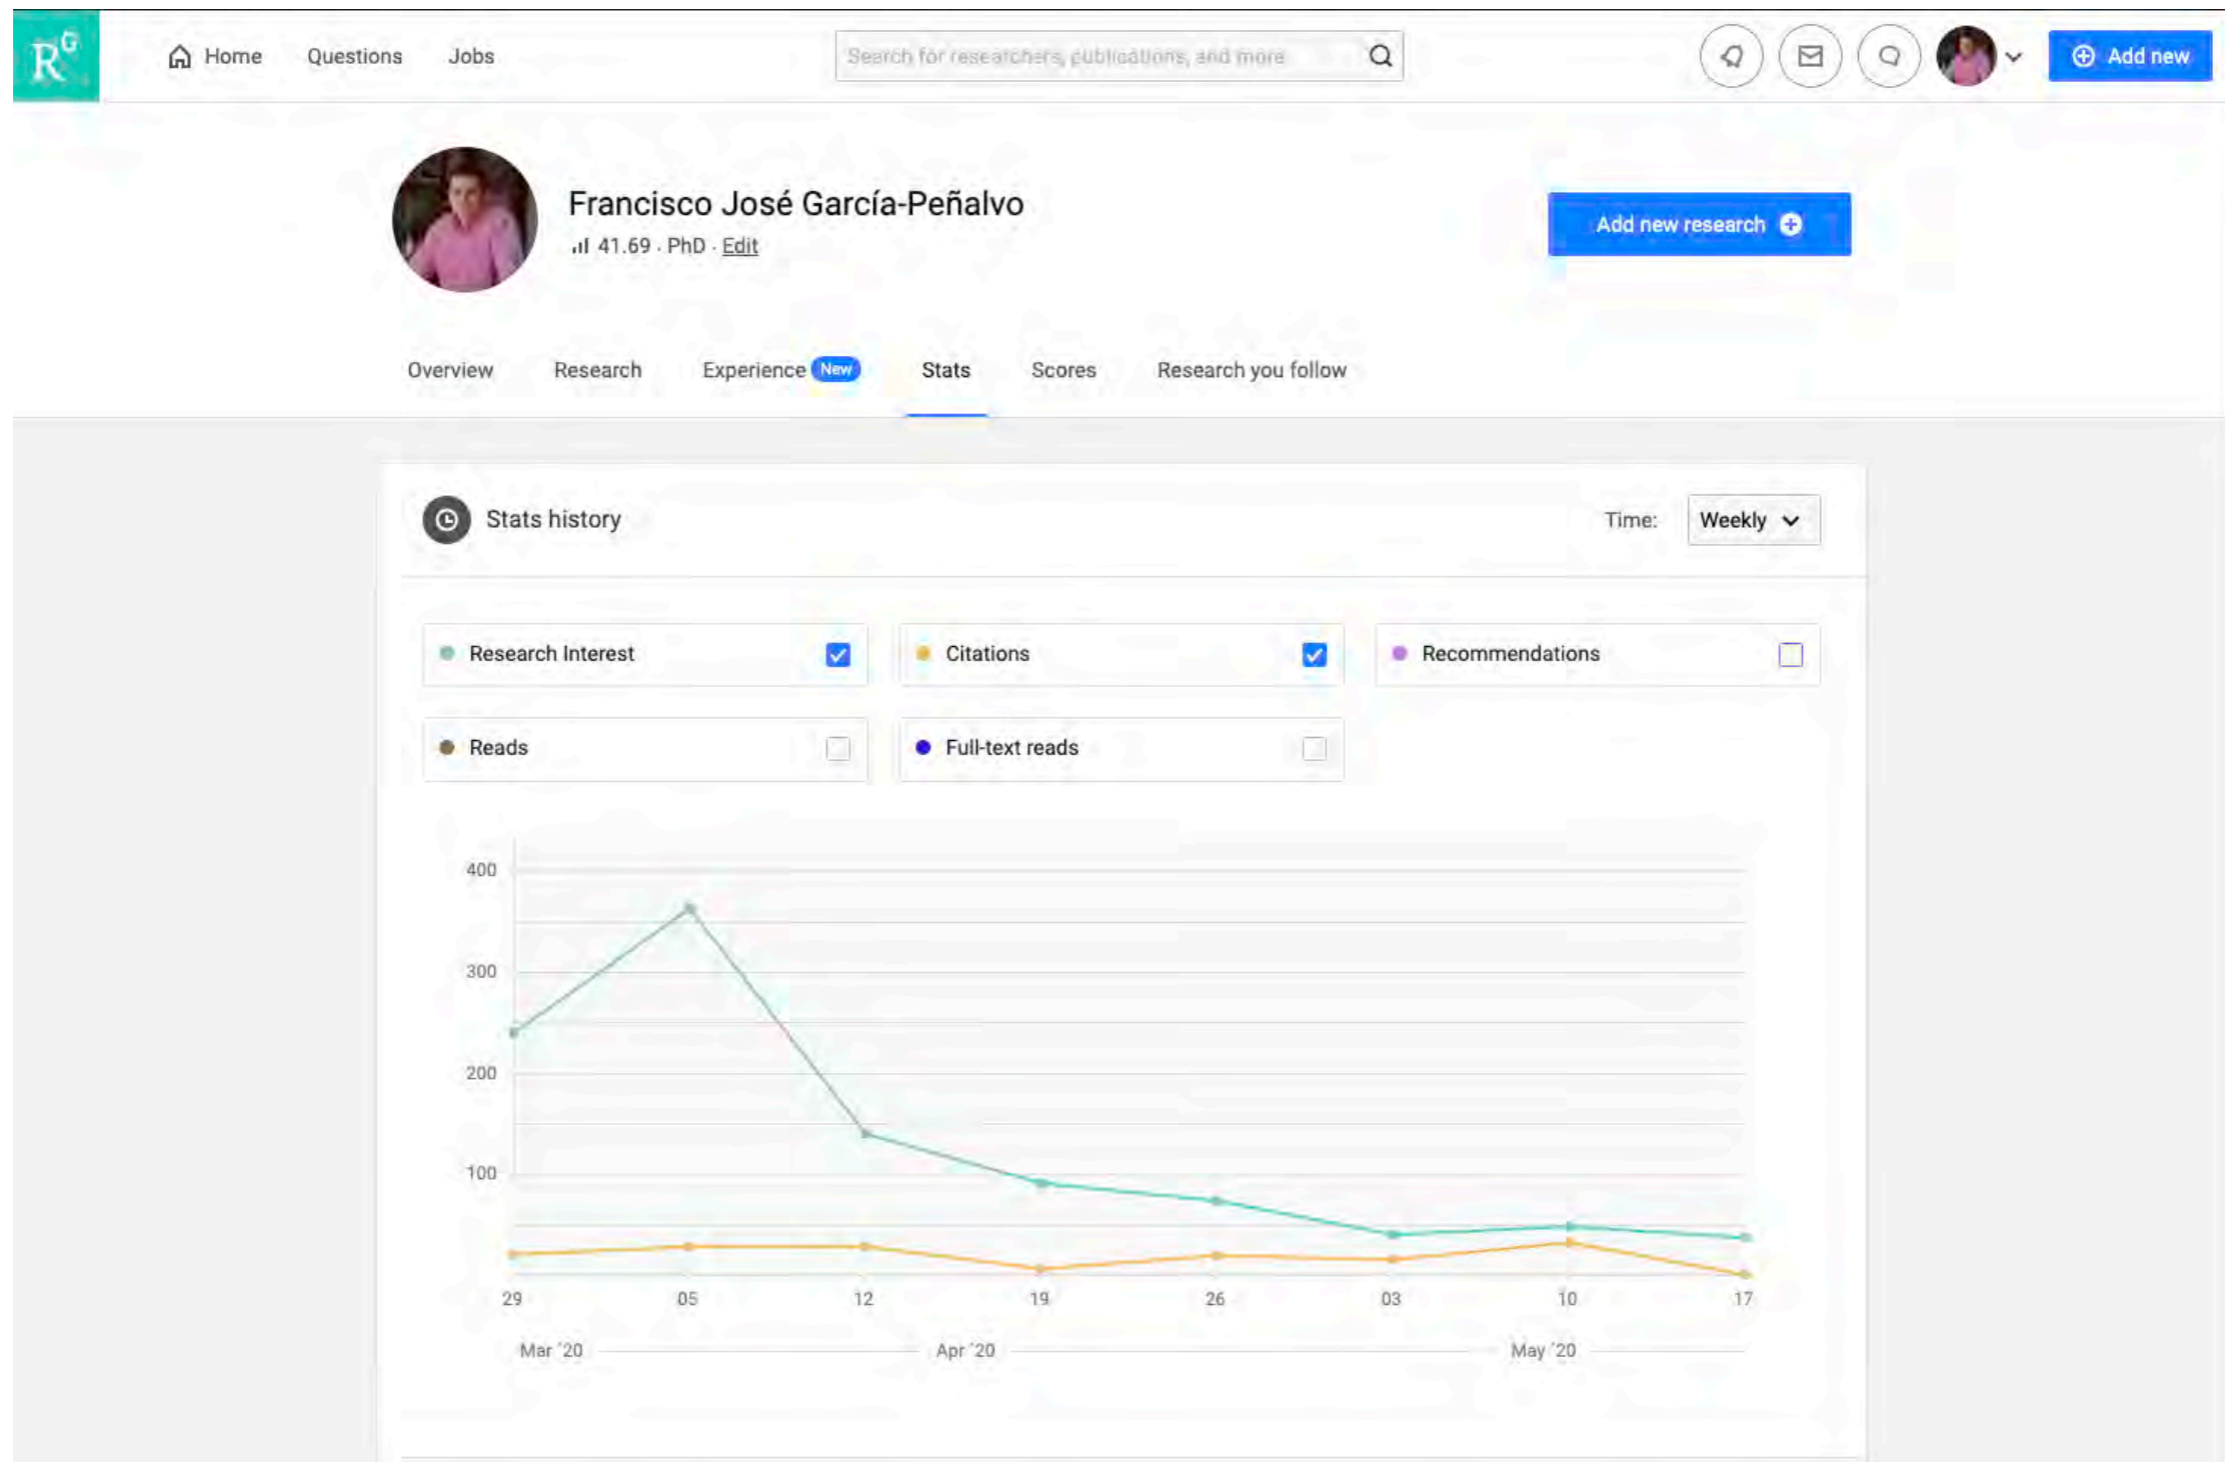 RG
Home Questions Jobs Search for researchers, publications, and more Add new
Francisco José García-Peñalvo
41.69 · PhD · Edit
Add new research
Overview Research Experience New Stats Scores Research you follow
Stats history Time: Weekly
Research Interest Citations Recommendations
Reads Full-text reads
400
300
200
100
29 05 12 19 26 03 10 17
Mar '20 Apr '20 May '20